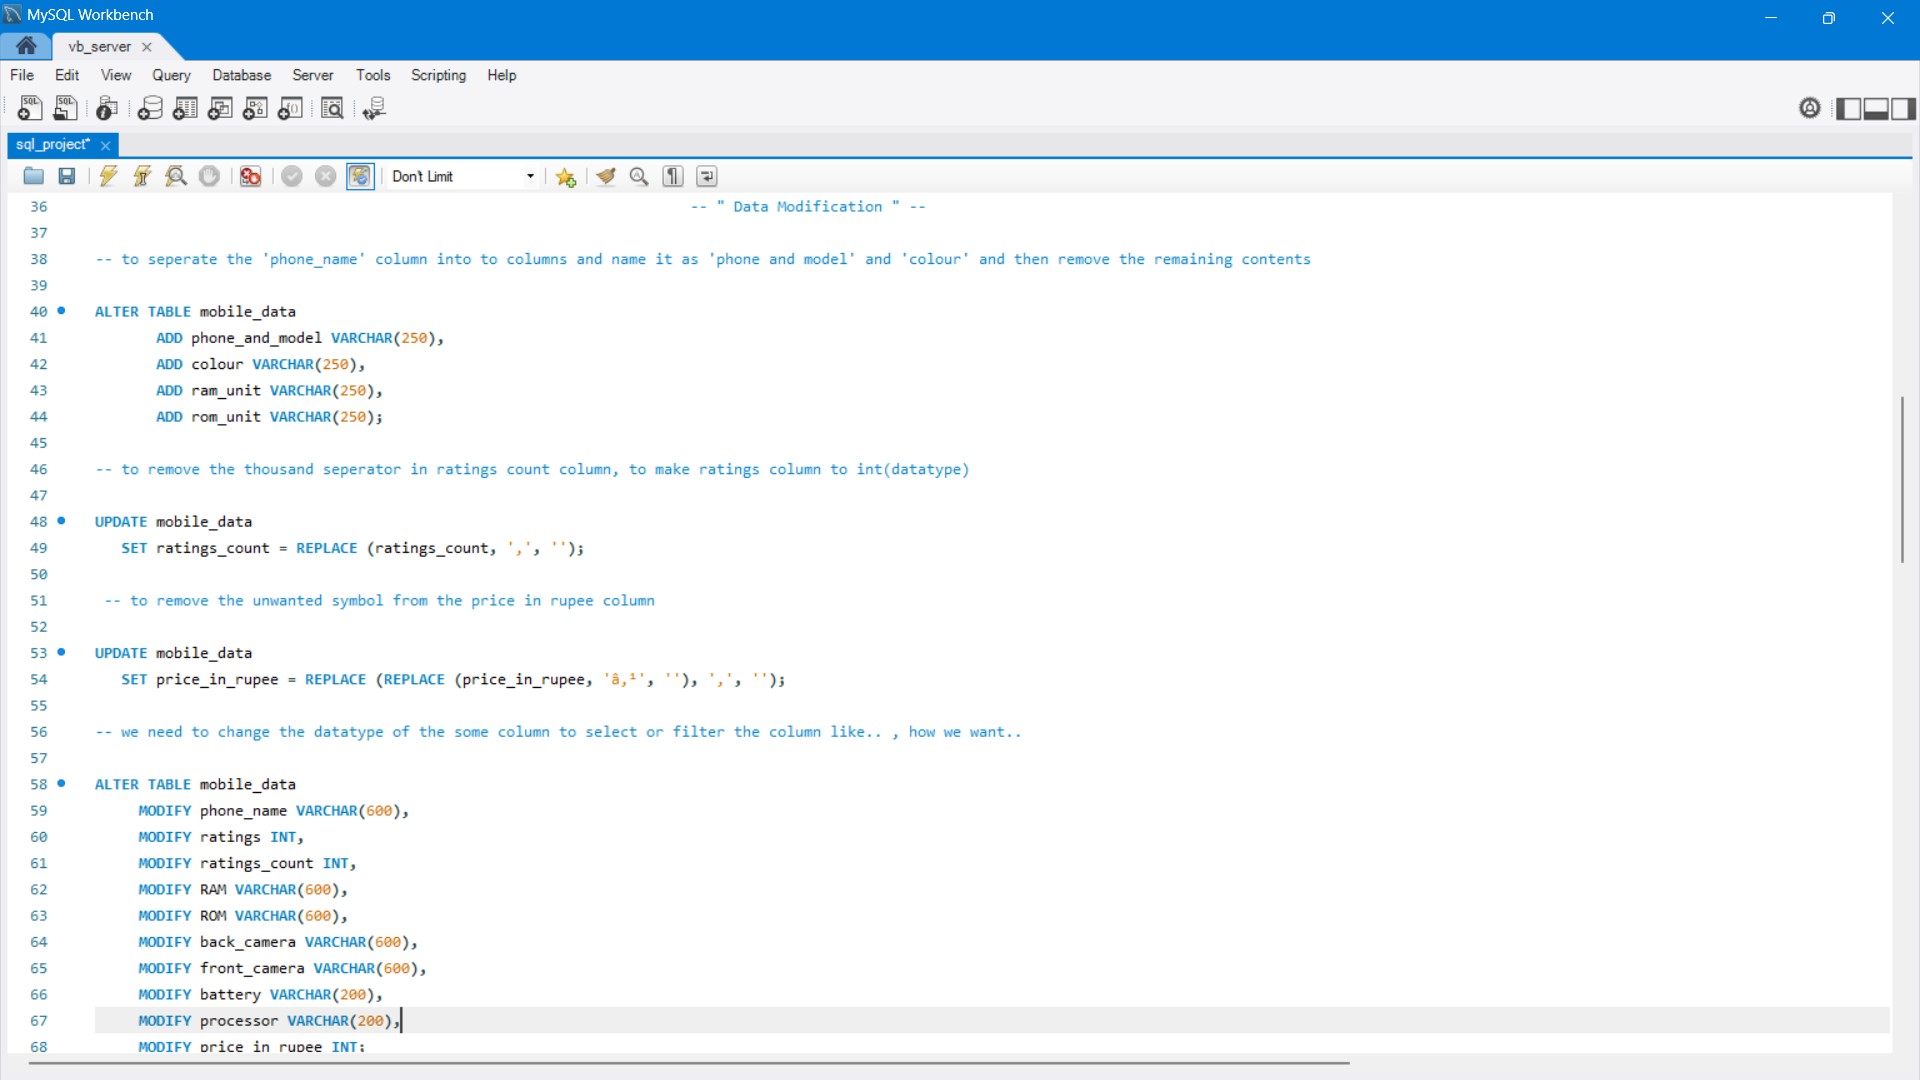 MySQL Workbench
vb_server
File Edit View Query Database Server Tools Scripting Help
sql_project*
Don't Limit
36 -- " Data Modification " --
37
38 -- to seperate the 'phone_name' column into to columns and name it as 'phone and model' and 'colour' and then remove the remaining contents
39
40 ALTER TABLE mobile_data
41 ADD phone_and_model VARCHAR(250),
42 ADD colour VARCHAR(250),
43 ADD ram_unit VARCHAR(250),
44 ADD rom_unit VARCHAR(250);
45
46 -- to remove the thousand seperator in ratings count column, to make ratings column to int(datatype)
47
48 UPDATE mobile_data
49 SET ratings_count = REPLACE (ratings_count, ',', '');
50
51 -- to remove the unwanted symbol from the price in rupee column
52
53 UPDATE mobile_data
54 SET price_in_rupee = REPLACE (REPLACE (price_in_rupee, 'â‚¹', ''), ',', '');
55
56 -- we need to change the datatype of the some column to select or filter the column like.. , how we want..
57
58 ALTER TABLE mobile_data
59 MODIFY phone_name VARCHAR(600),
60 MODIFY ratings INT,
61 MODIFY ratings_count INT,
62 MODIFY RAM VARCHAR(600),
63 MODIFY ROM VARCHAR(600),
64 MODIFY back_camera VARCHAR(600),
65 MODIFY front_camera VARCHAR(600),
66 MODIFY battery VARCHAR(200),
67 MODIFY processor VARCHAR(200),
68 MODIFY price_in_rupee INT;